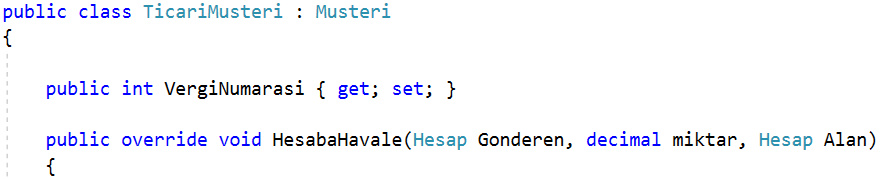 public class TicariMusteri : Musteri
{
public int VergiNumarasi { get; set; }
public override void HesabaHavale(Hesap Gonderen, decimal miktar, Hesap Alan)
{